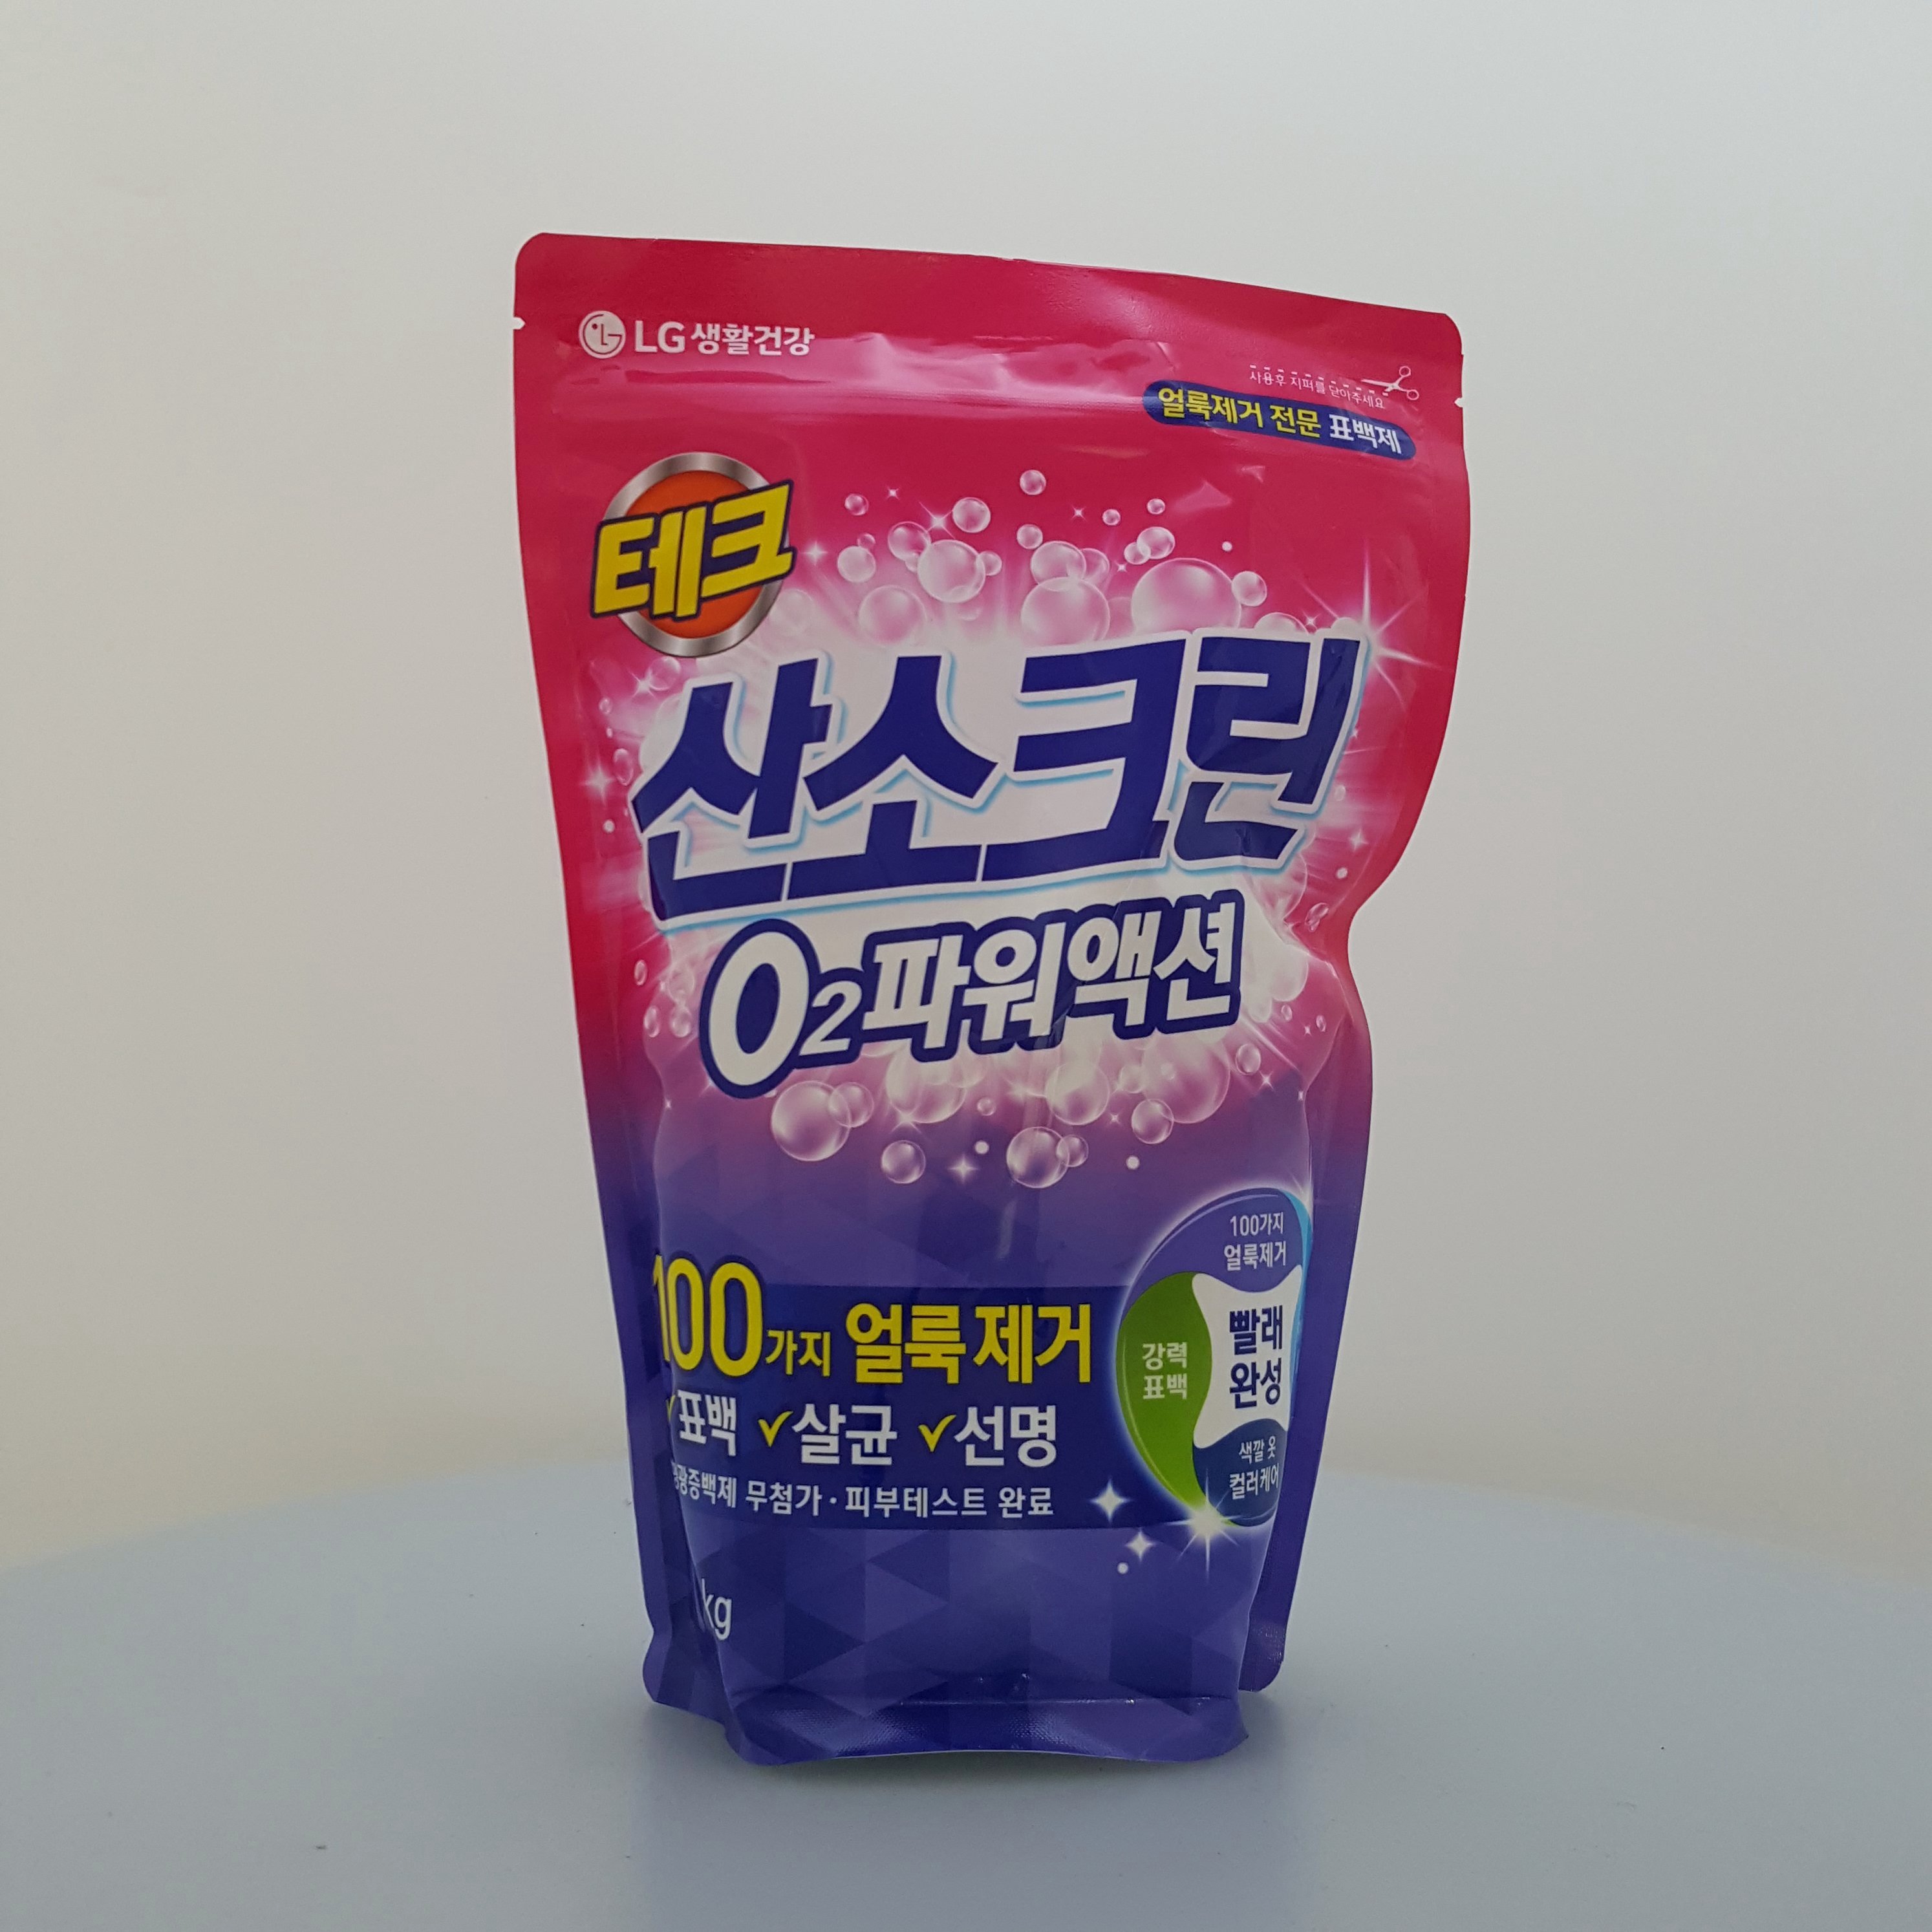 LG생활건강
사용후 지퍼를 닫아주세요
얼룩제거 전문 표백제
테크
산소크린
O2파워액션
100가지 얼룩제거
표백 살균 선명
형광증백제 무첨가·피부테스트 완료
100가지
얼룩제거
강력
표백
빨래
완성
색깔 옷
컬러케어
kg